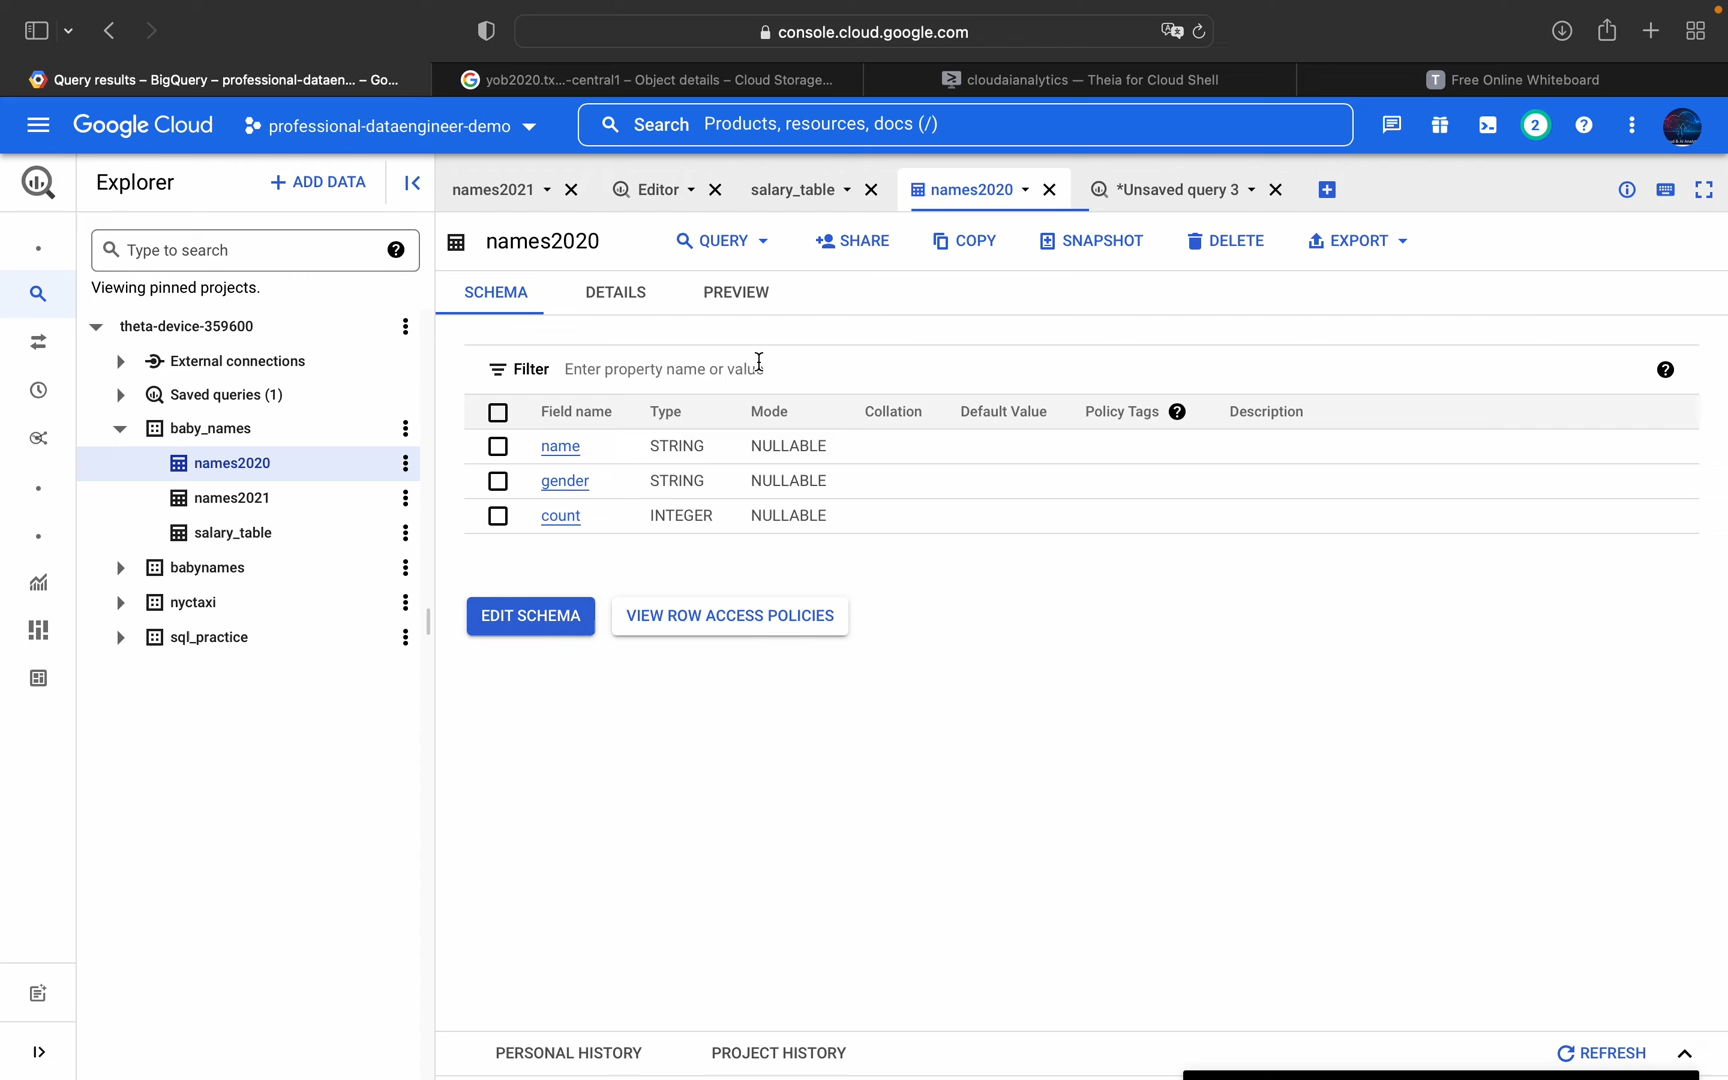 console.cloud.google.com
Query results – BigQuery – professional-dataen... – Go...
yob2020.tx...-central1 – Object details – Cloud Storage...
cloudaianalytics — Theia for Cloud Shell
T Free Online Whiteboard
Google Cloud
professional-dataengineer-demo
Search Products, resources, docs (/)
2
Explorer
+ ADD DATA
names2021
Editor
salary_table
names2020
*Unsaved query 3
Type to search
Viewing pinned projects.
theta-device-359600
External connections
Saved queries (1)
baby_names
names2020
names2021
salary_table
babynames
nyctaxi
sql_practice
names2020
QUERY
SHARE
COPY
SNAPSHOT
DELETE
EXPORT
SCHEMA
DETAILS
PREVIEW
Filter Enter property name or value
Field name Type Mode Collation Default Value Policy Tags Description
name STRING NULLABLE
gender STRING NULLABLE
count INTEGER NULLABLE
EDIT SCHEMA
VIEW ROW ACCESS POLICIES
PERSONAL HISTORY
PROJECT HISTORY
REFRESH